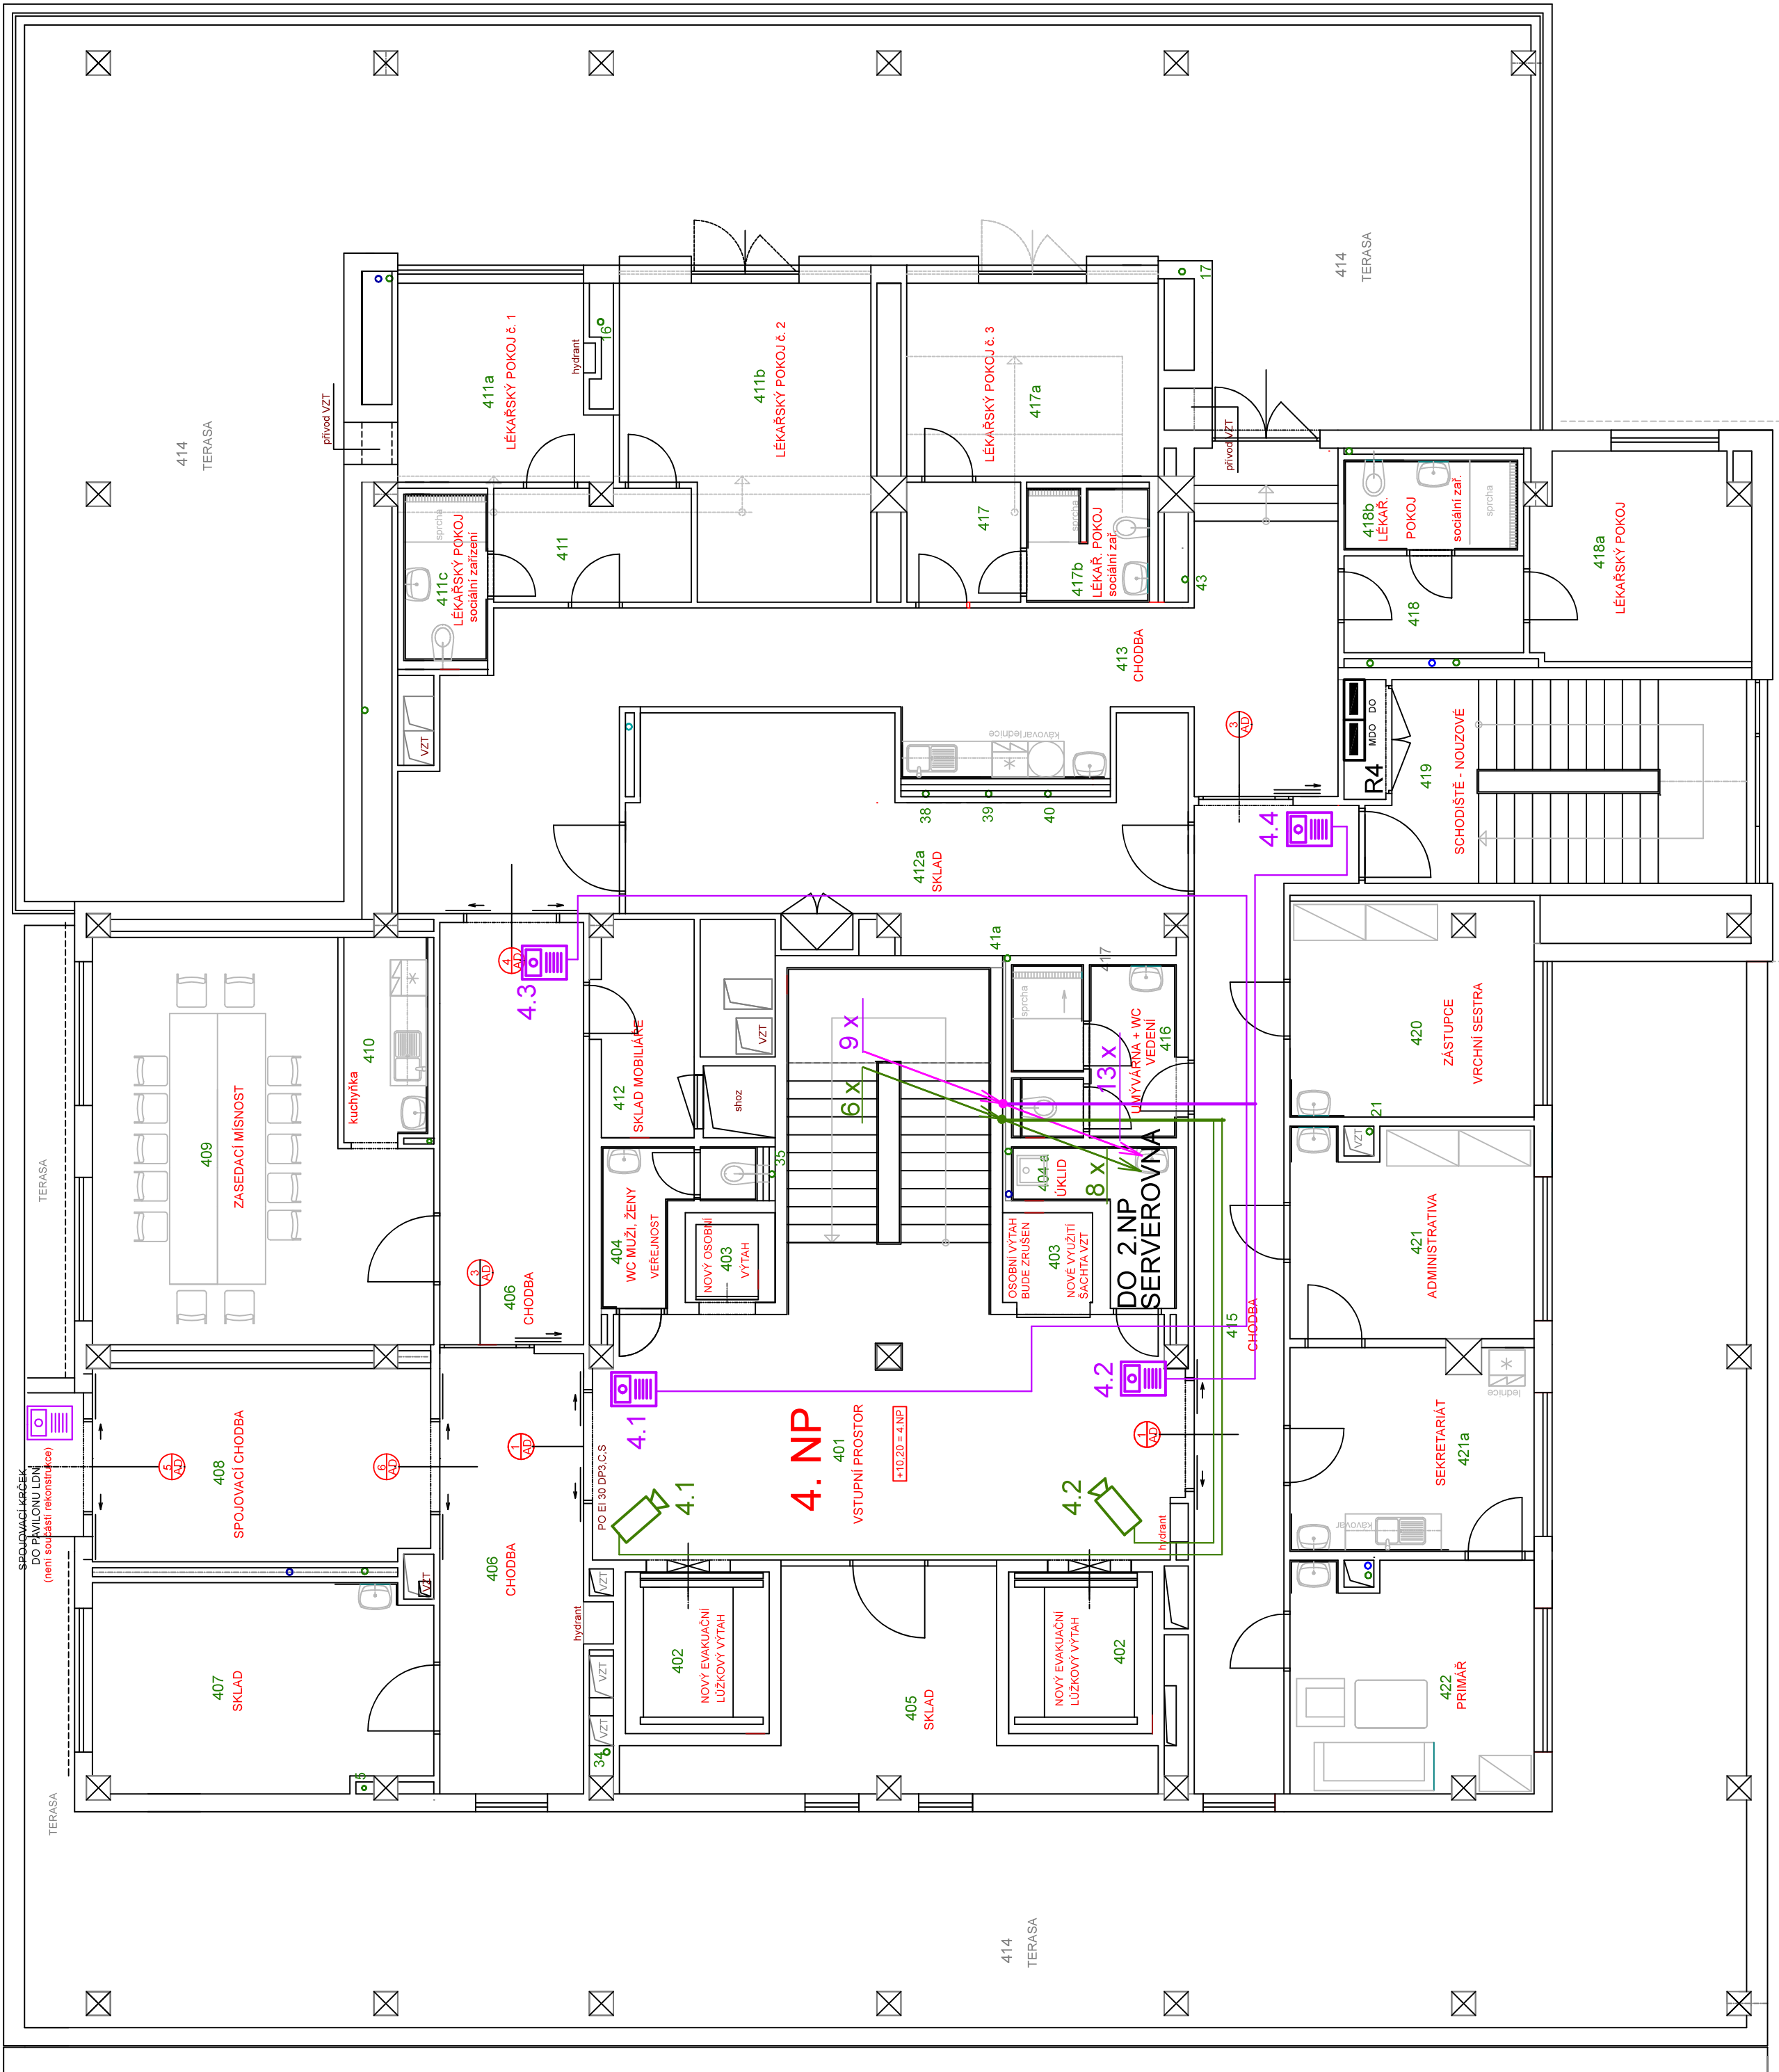 414
TERASA
414
TERASA
přívod VZT
411a
LÉKAŘSKÝ POKOJ č. 1
hydrant
16
411b
LÉKAŘSKÝ POKOJ č. 2
417a
LÉKAŘSKÝ POKOJ č. 3
17
přívod VZT
411c
LÉKAŘSKÝ POKOJ
sociální zařízení
sprcha
411
417
sprcha
417b
LÉKAŘ. POKOJ
sociální zař.
43
418b
LÉKAŘ.
POKOJ
sociální zař.
sprcha
418
418a
LÉKAŘSKÝ POKOJ
413
CHODBA
VZT
kávovar
lednice
38
39
40
412a
SKLAD
3
AD
R4
MDO
DO
419
SCHODIŠTĚ - NOUZOVÉ
4.4
4
AD
4.3
41a
417
TERASA
409
ZASEDACÍ MÍSNOST
kuchyňka
410
412
SKLAD MOBILIÁŘE
VZT
shoz
9 x
6 x
sprcha
13 x
UMÝVÁRNA + WC
VEDENÍ
416
420
ZÁSTUPCE
VRCHNÍ SESTRA
21
VZT
35
404
WC MUŽI, ŽENY
VEŘEJNOST
NOVÝ OSOBNÍ
403
VÝTAH
404 a
ÚKLID
8 x
DO 2.NP
SERVEROVNA
OSOBNÍ VÝTAH
BUDE ZRUŠEN
403
NOVÉ VYUŽITÍ
ŠACHTA VZT
415
CHODBA
421
ADMINISTRATIVA
3
AD
406
CHODBA
SPOJOVACÍ KRČEK
DO PAVILONU LDN
(není součástí rekonstrukce)
5
AD
408
SPOJOVACÍ CHODBA
6
AD
1
AD
4.1
PO EI 30 DP3,C,S
4.1
4. NP
401
VSTUPNÍ PROSTOR
+10,20 = 4.NP
4.2
4.2
1
AD
hydrant
lednice
SEKRETARIÁT
421a
kávovar
VZT
406
CHODBA
VZT
hydrant
407
SKLAD
VZT
VZT
34
5
402
NOVÝ EVAKUAČNÍ
LŮŽKOVÝ VÝTAH
405
SKLAD
NOVÝ EVAKUAČNÍ
LŮŽKOVÝ VÝTAH
402
422
PRIMÁŘ
TERASA
414
TERASA